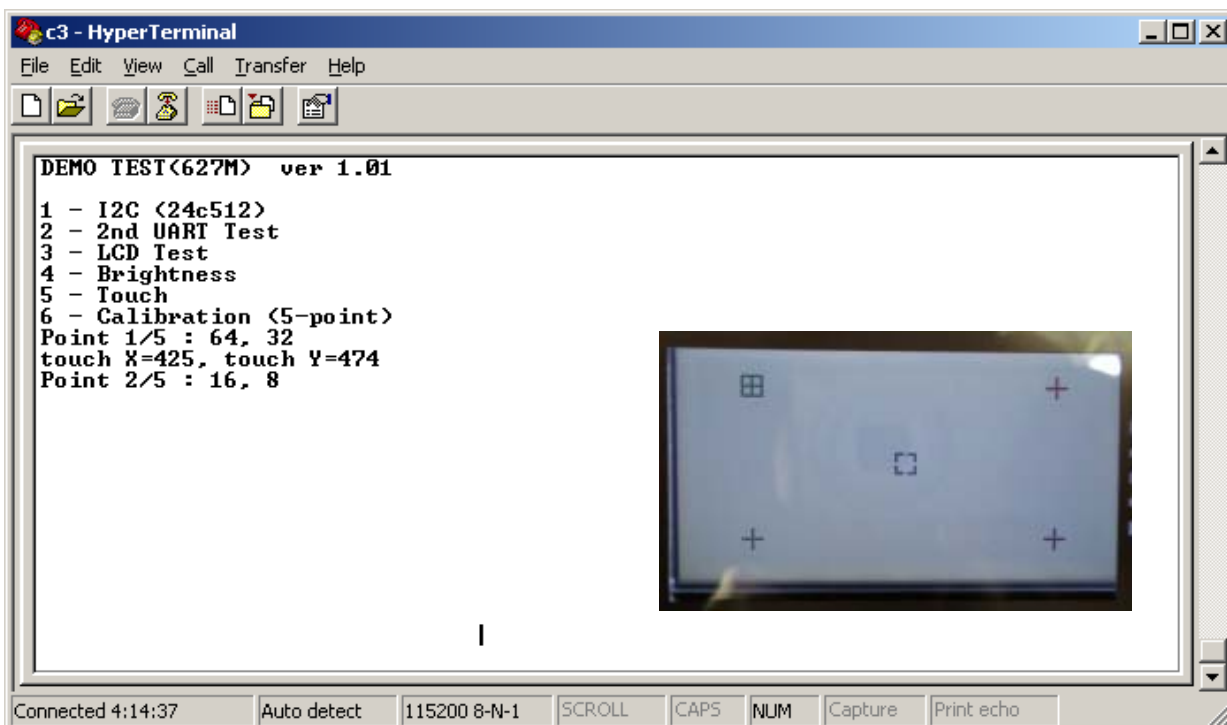 c3 - HyperTerminal
File Edit View Call Transfer Help
DEMO TEST(627M) ver 1.01
1 - I2C (24c512)
2 - 2nd UART Test
3 - LCD Test
4 - Brightness
5 - Touch
6 - Calibration (5-point)
Point 1/5 : 64, 32
touch X=425, touch Y=474
Point 2/5 : 16, 8
Connected 4:14:37 Auto detect 115200 8-N-1 SCROLL CAPS NUM Capture Print echo